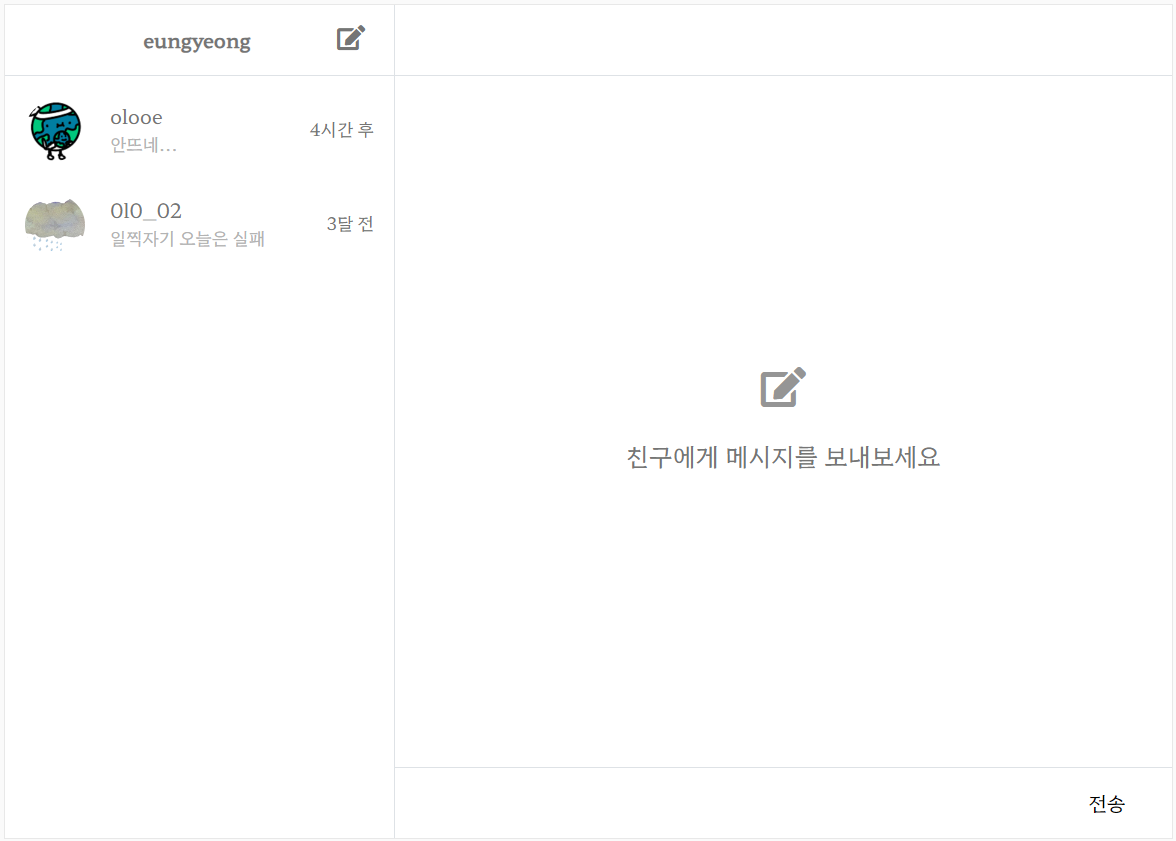 eungyeong
olooe
안뜨네...
4시간 후
0l0_02
일찍자기 오늘은 실패
3달 전
친구에게 메시지를 보내보세요
전송